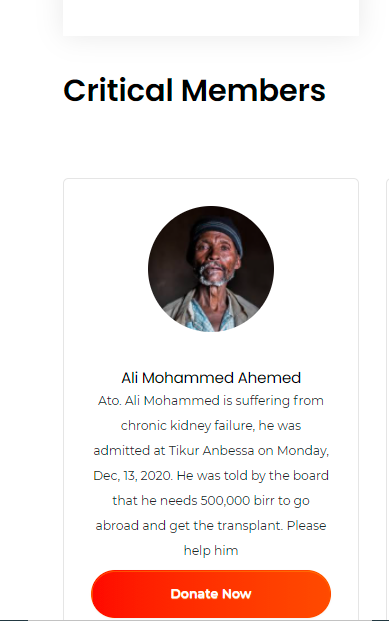 Critical Members
Ali Mohammed Ahemed
Ato. Ali Mohammed is suffering from
chronic kidney failure, he was
admitted at Tikur Anbessa on Monday,
Dec, 13, 2020. He was told by the board
that he needs 500,000 birr to go
abroad and get the transplant. Please
help him
Donate Now